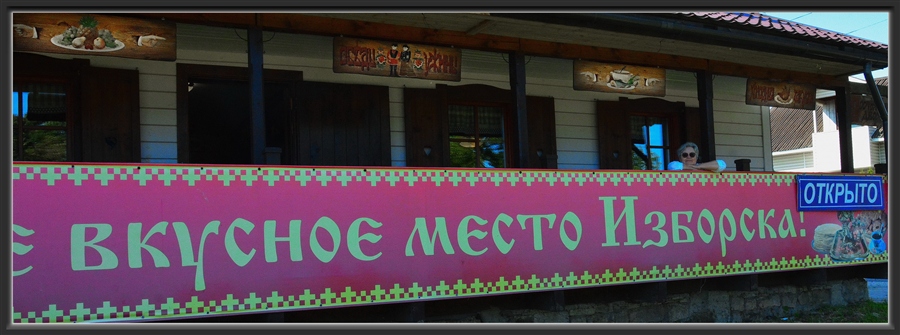 Е ВКУСНОЕ МЕСТО ИЗБОРСКА!
ОТКРЫТО